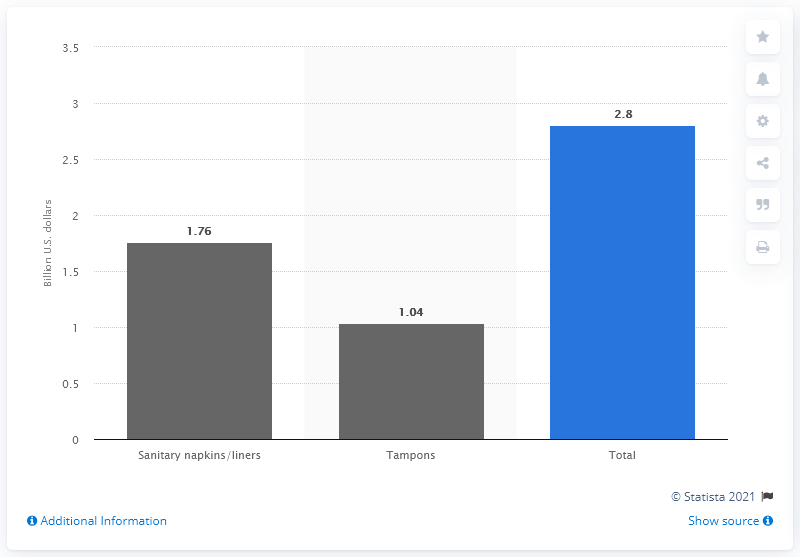 3.5
3
2.5
2
1.5
1
0.5
0
Billion U.S. dollars
1.76
1.04
2.8
Sanitary napkins/liners
Tampons
Total
© Statista 2021
Additional Information
Show source